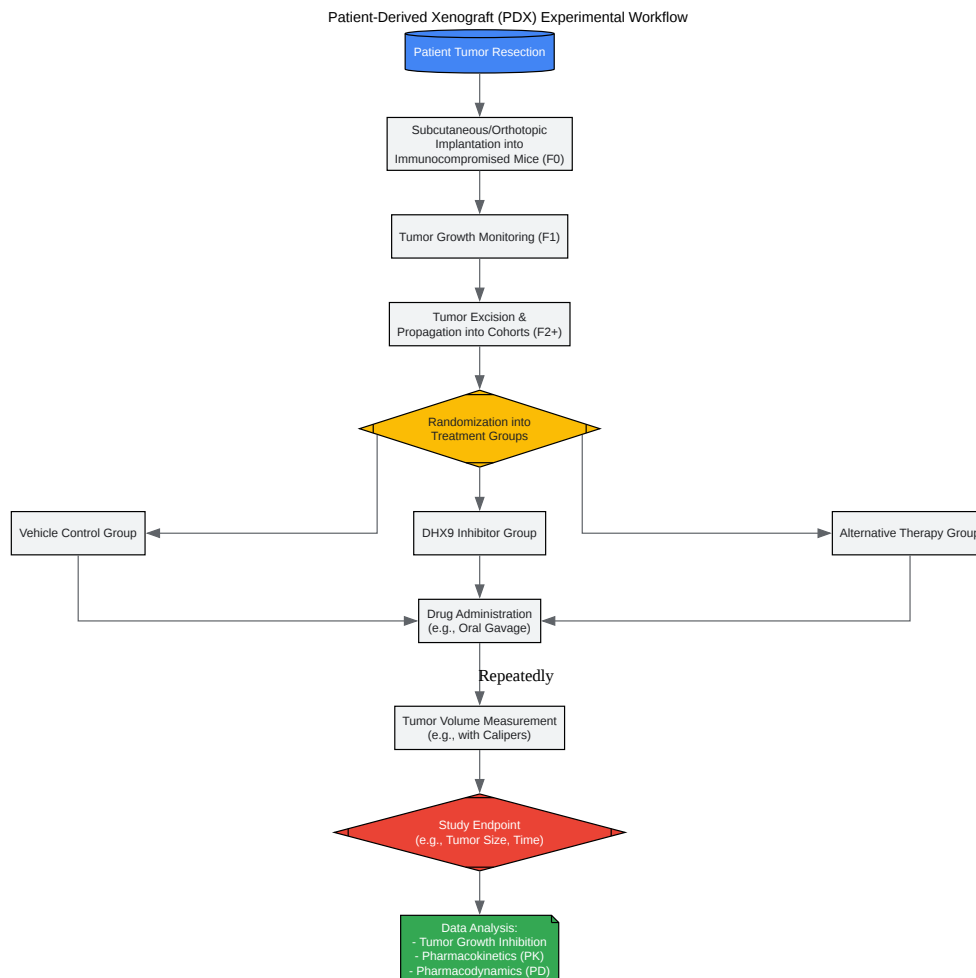 Patient-Derived Xenograft (PDX) Experimental Workflow
Patient Tumor Resection
Subcutaneous/Orthotopic
Implantation into
Immunocompromised Mice (F0)
Tumor Growth Monitoring (F1)
Tumor Excision &
Propagation into Cohorts (F2+)
Randomization into
Treatment Groups
Vehicle Control Group
DHX9 Inhibitor Group
Alternative Therapy Group
Drug Administration
(e.g., Oral Gavage)
Repeatedly
Tumor Volume Measurement
(e.g., with Calipers)
Study Endpoint
(e.g., Tumor Size, Time)
Data Analysis:
- Tumor Growth Inhibition
- Pharmacokinetics (PK)
- Pharmacodynamics (PD)